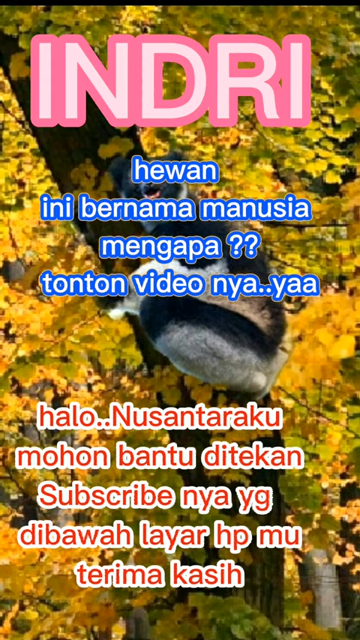 INDRI
hewan
ini bernama manusia
mengapa ??
tonton video nya..yaa
halo..Nusantaraku
mohon bantu ditekan
Subscribe nya yg
dibawah layar hp mu
terima kasih